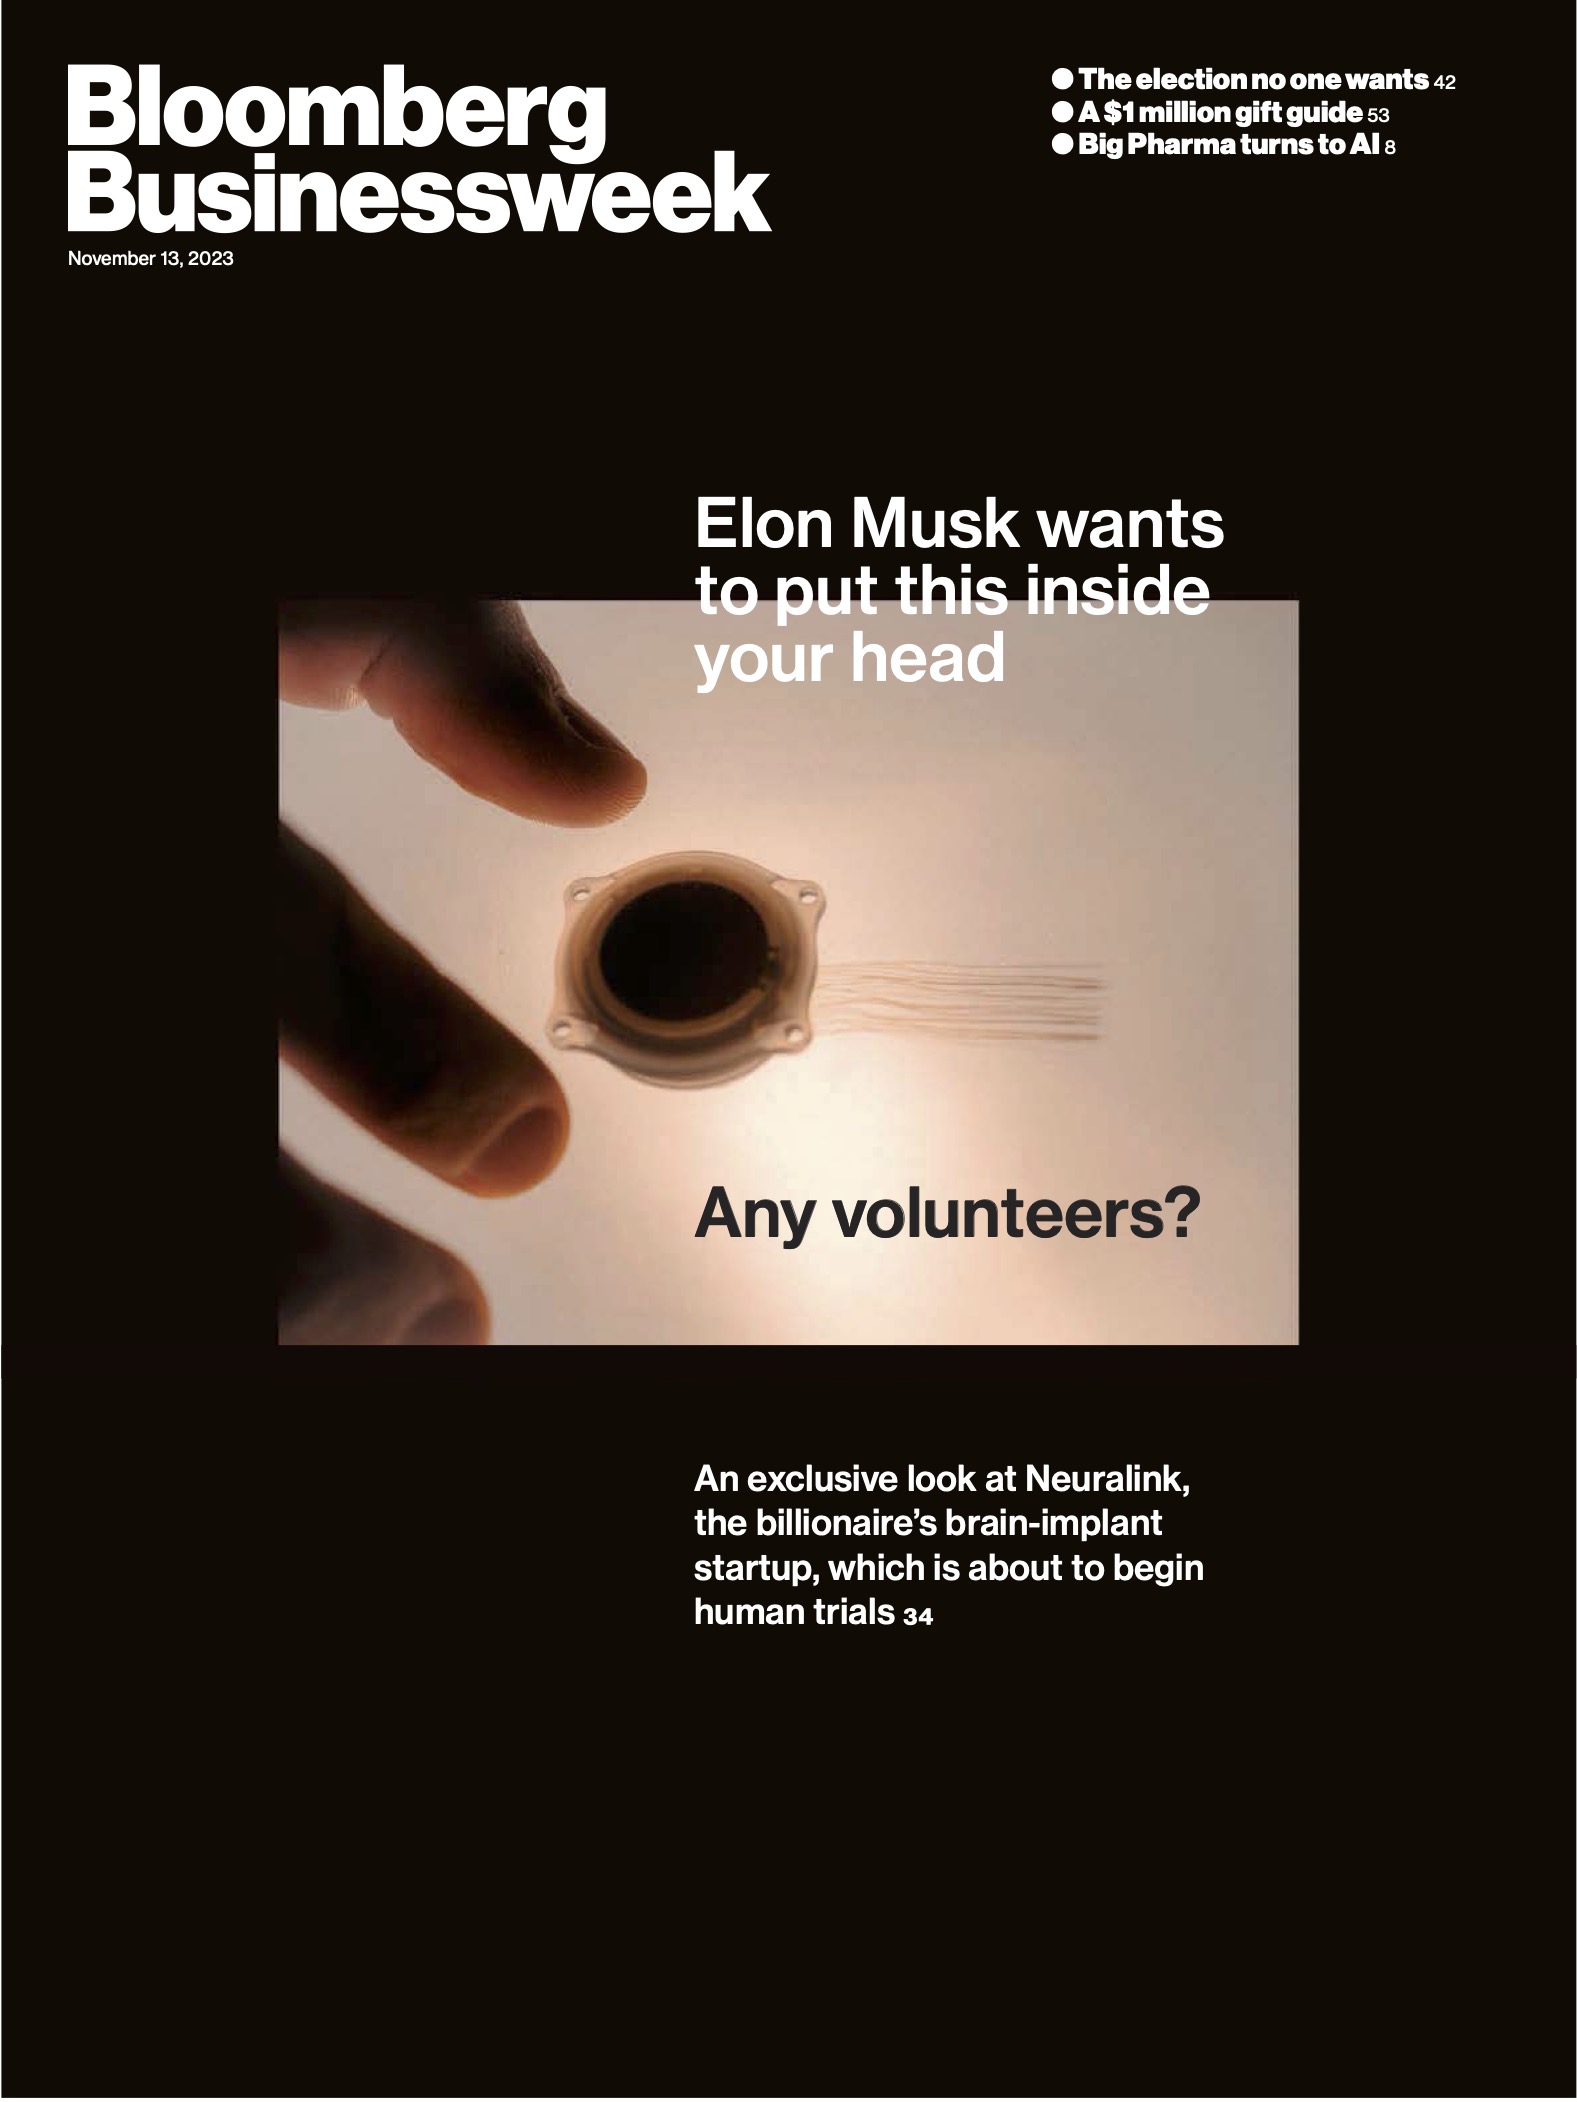 Bloomberg
Businessweek
November 13, 2023
● The election no one wants 42
● A $1 million gift guide 53
● Big Pharma turns to AI 8
Elon Musk wants
to put this inside
your head
Any volunteers?
An exclusive look at Neuralink,
the billionaire’s brain-implant
startup, which is about to begin
human trials 34